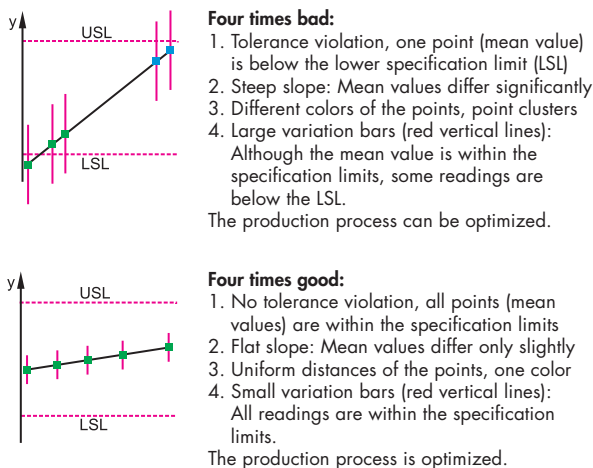 y
USL
LSL
Four times bad:
1. Tolerance violation, one point (mean value)
is below the lower specification limit (LSL)
2. Steep slope: Mean values differ significantly
3. Different colors of the points, point clusters
4. Large variation bars (red vertical lines):
Although the mean value is within the
specification limits, some readings are
below the LSL.
The production process can be optimized.
y
USL
LSL
Four times good:
1. No tolerance violation, all points (mean
values) are within the specification limits
2. Flat slope: Mean values differ only slightly
3. Uniform distances of the points, one color
4. Small variation bars (red vertical lines):
All readings are within the specification
limits.
The production process is optimized.